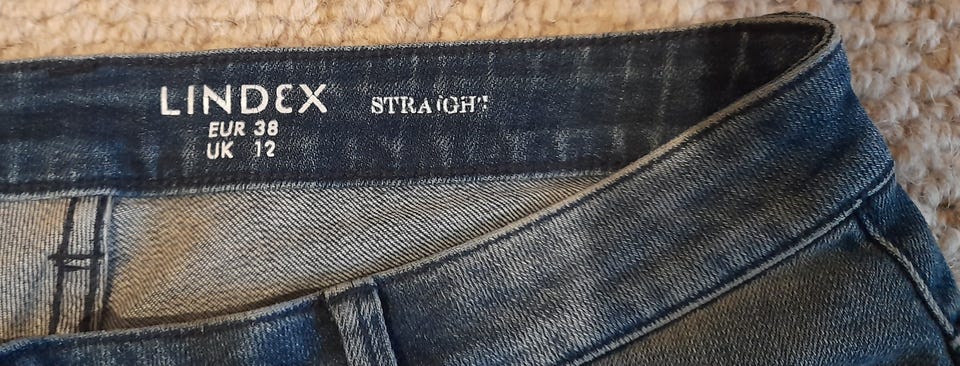 LINDEX STRAIGHT
EUR 38
UK 12